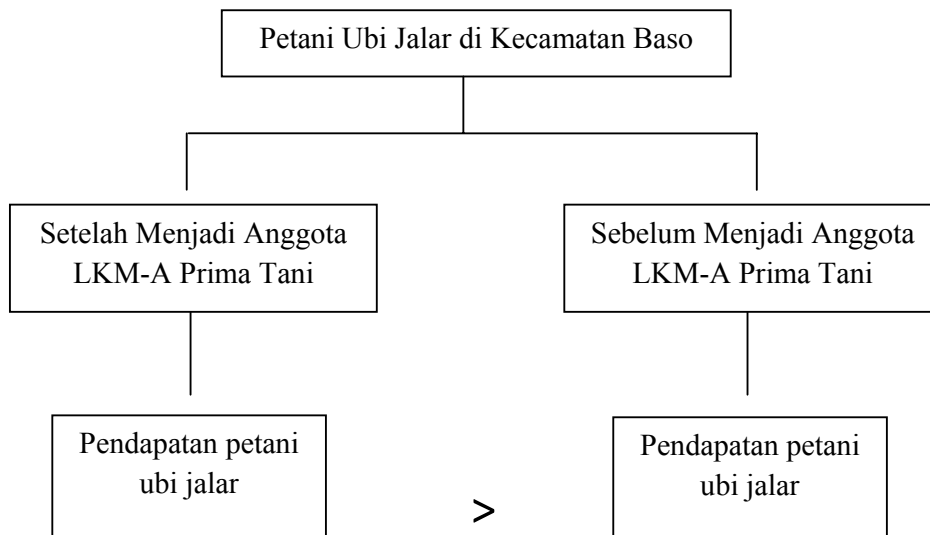 Petani Ubi Jalar di Kecamatan Baso
Setelah Menjadi Anggota
LKM-A Prima Tani
Sebelum Menjadi Anggota
LKM-A Prima Tani
Pendapatan petani
ubi jalar
>
Pendapatan petani
ubi jalar